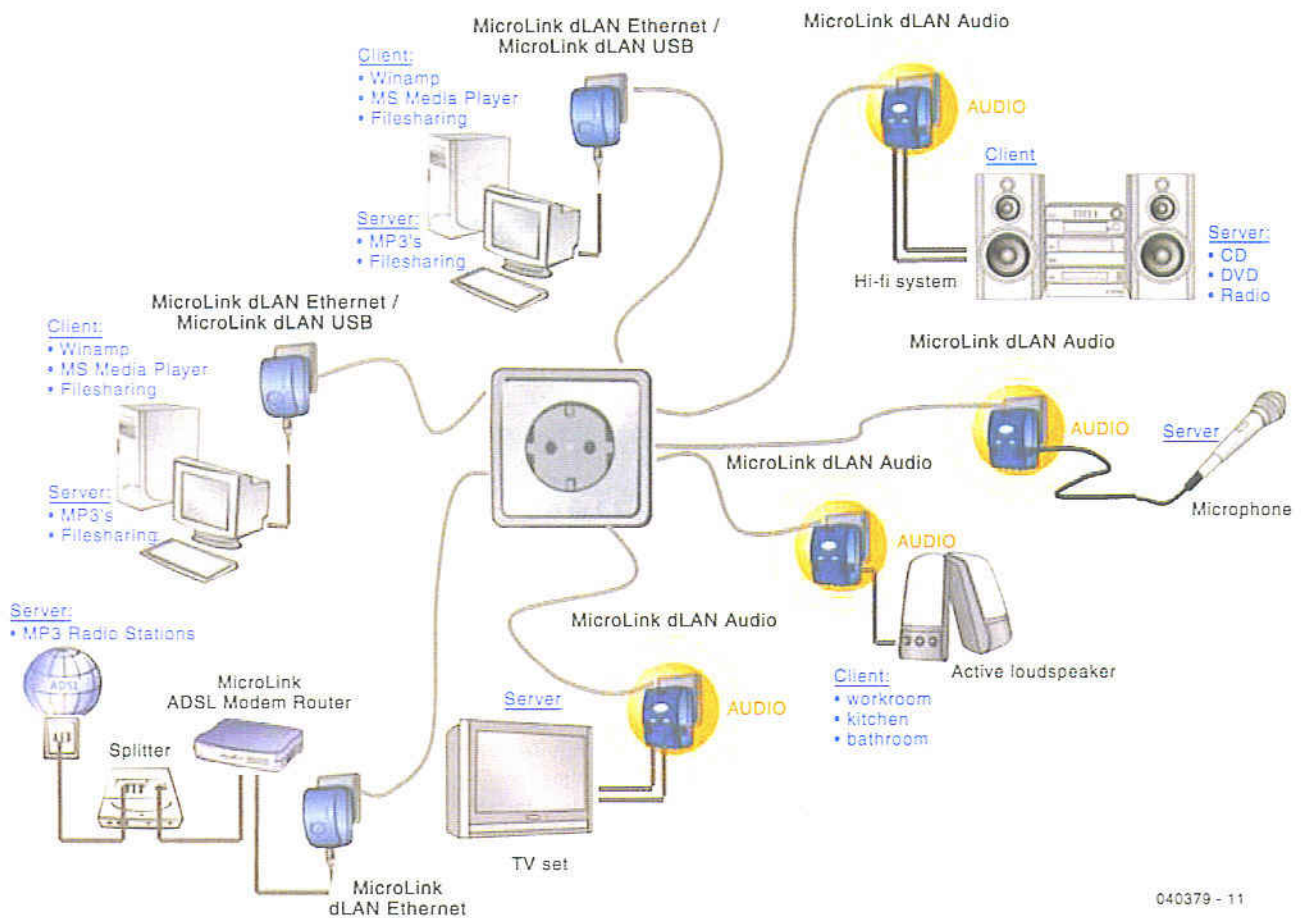 MicroLink dLAN Ethernet /
MicroLink dLAN USB
Client:
• Winamp
• MS Media Player
• Filesharing
Server:
• MP3's
• Filesharing
MicroLink dLAN Audio
AUDIO
Client
Hi-fi system
Server:
• CD
• DVD
• Radio
MicroLink dLAN Ethernet /
MicroLink dLAN USB
Client:
• Winamp
• MS Media Player
• Filesharing
Server:
• MP3's
• Filesharing
MicroLink dLAN Audio
AUDIO
Server
Microphone
MicroLink dLAN Audio
AUDIO
Active loudspeaker
Client:
• workroom
• kitchen
• bathroom
MicroLink dLAN Audio
AUDIO
Server
TV set
Server:
• MP3 Radio Stations
ADSL
Splitter
MicroLink
ADSL Modem Router
MicroLink
dLAN Ethernet
040379 - 11